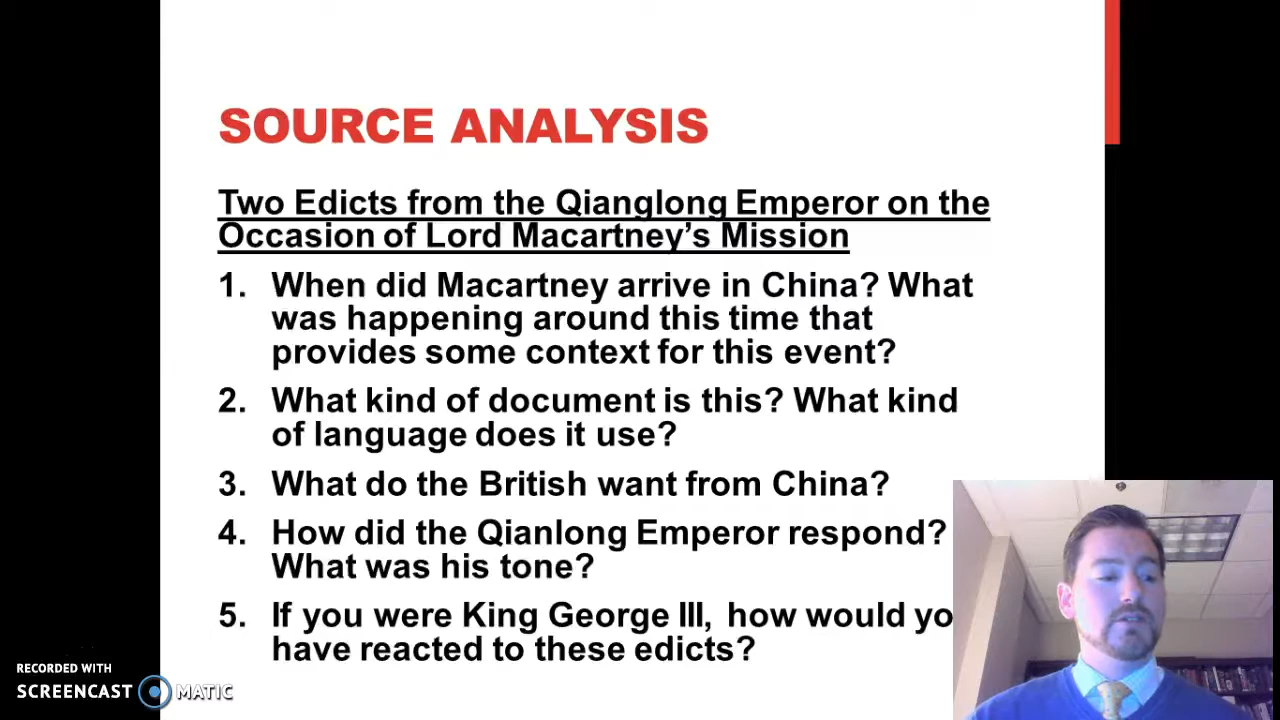 SOURCE ANALYSIS
Two Edicts from the Qianglong Emperor on the
Occasion of Lord Macartney’s Mission
1. When did Macartney arrive in China? What
was happening around this time that
provides some context for this event?
2. What kind of document is this? What kind
of language does it use?
3. What do the British want from China?
4. How did the Qianlong Emperor respond?
What was his tone?
5. If you were King George III, how would yo
have reacted to these edicts?
RECORDED WITH
SCREENCAST MATIC